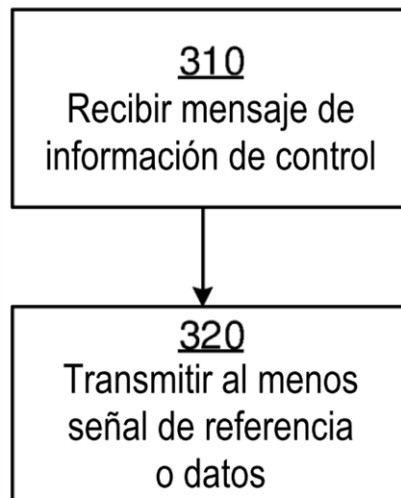 310
Recibir mensaje de
información de control
320
Transmitir al menos
señal de referencia
o datos